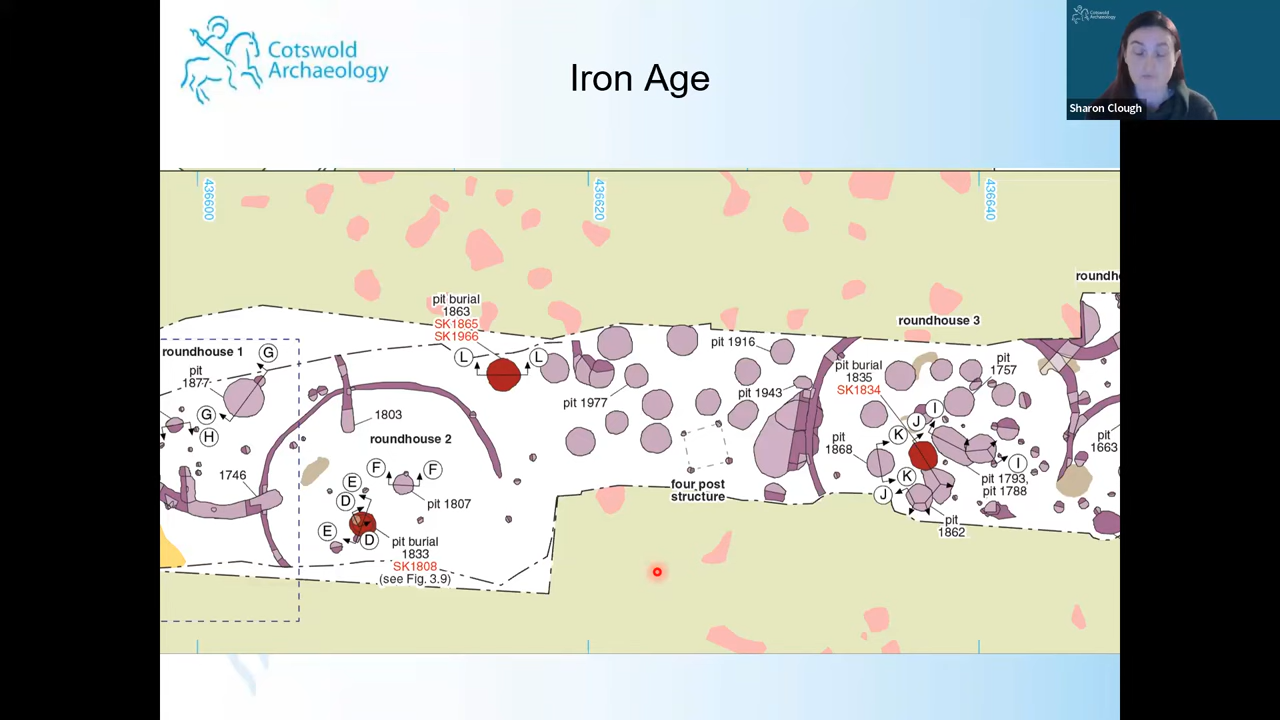 Cotswold
Archaeology
Iron Age
Cotswold
Archaeology
Sharon Clough
436600
436620
436640
roundh
pit burial
1863
SK1865
SK1966
roundhouse 3
roundhouse 1
G
pit
1877
L
L
pit 1916
pit burial
1835
SK1834
pit
1757
G
H
1803
pit 1977
pit 1943
I
J
K
roundhouse 2
pit
1868
pit
1663
F
F
I
1746
E
D
K
J
pit 1807
four post
structure
pit 1793,
pit 1788
E
D
pit
1862
pit burial
1833
SK1808
(see Fig. 3.9)